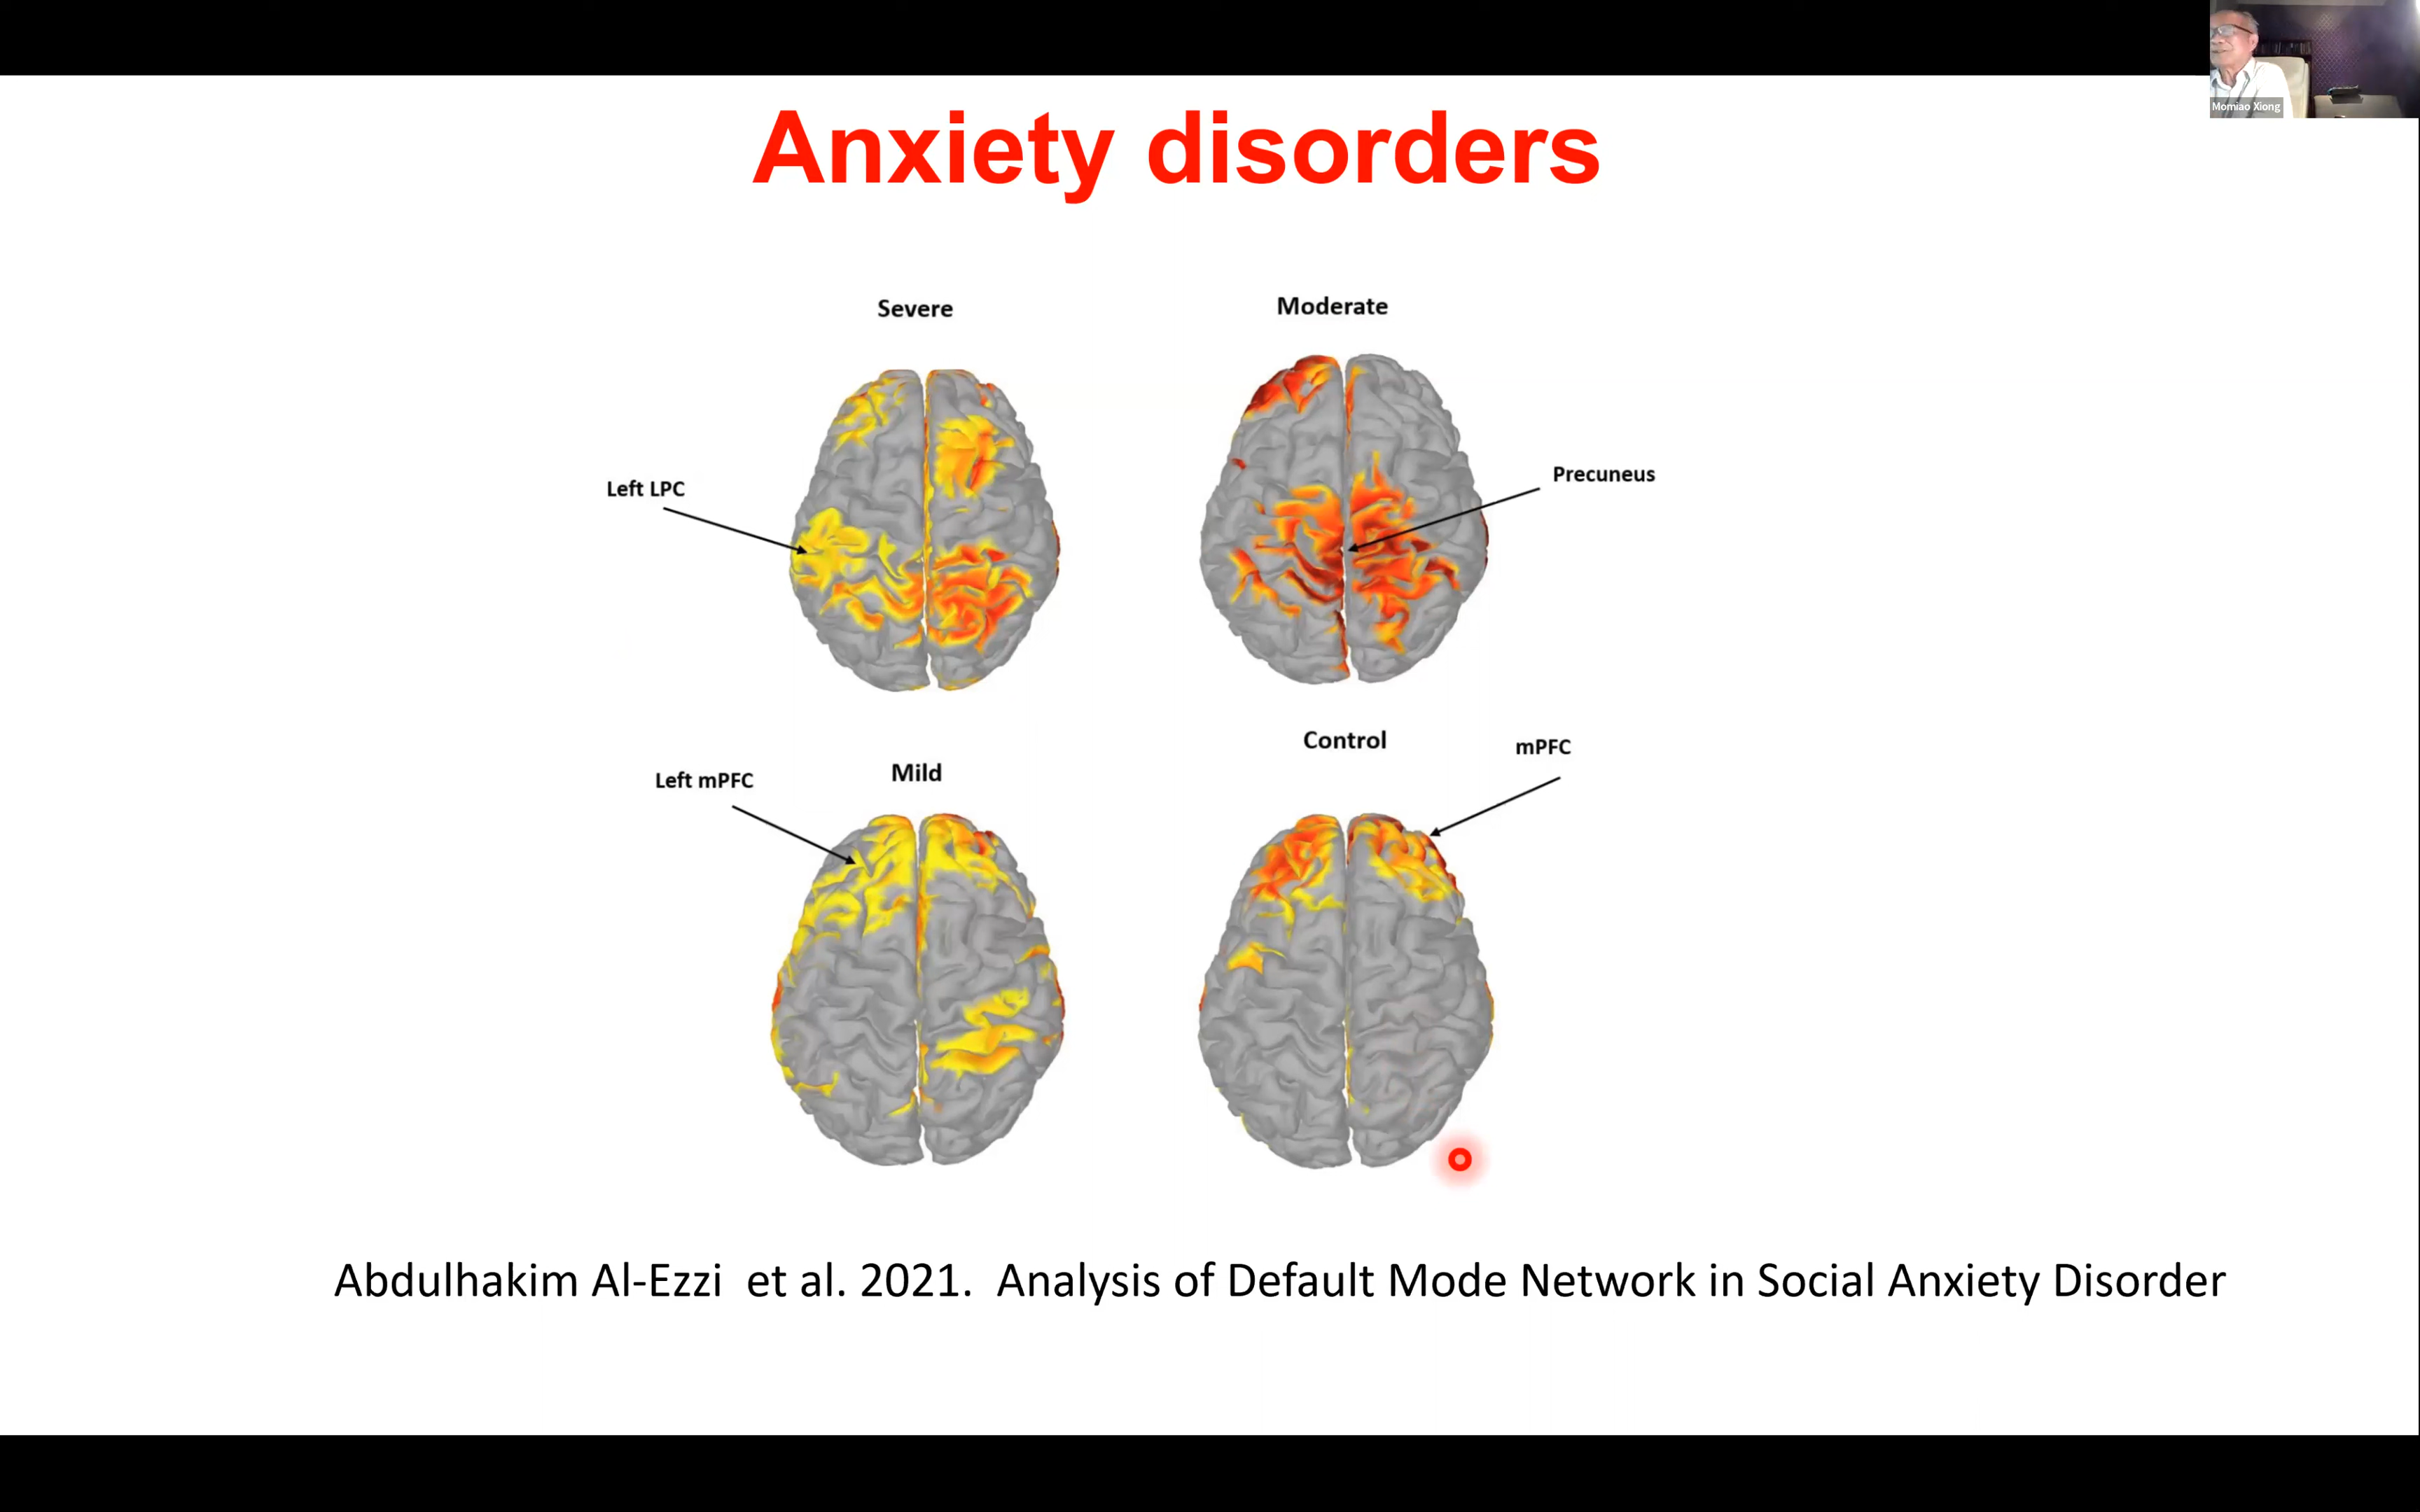 Momiao Xiong
Anxiety disorders
Severe
Moderate
Left LPC
Precuneus
Control
mPFC
Left mPFC
Mild
Abdulhakim Al-Ezzi et al. 2021. Analysis of Default Mode Network in Social Anxiety Disorder